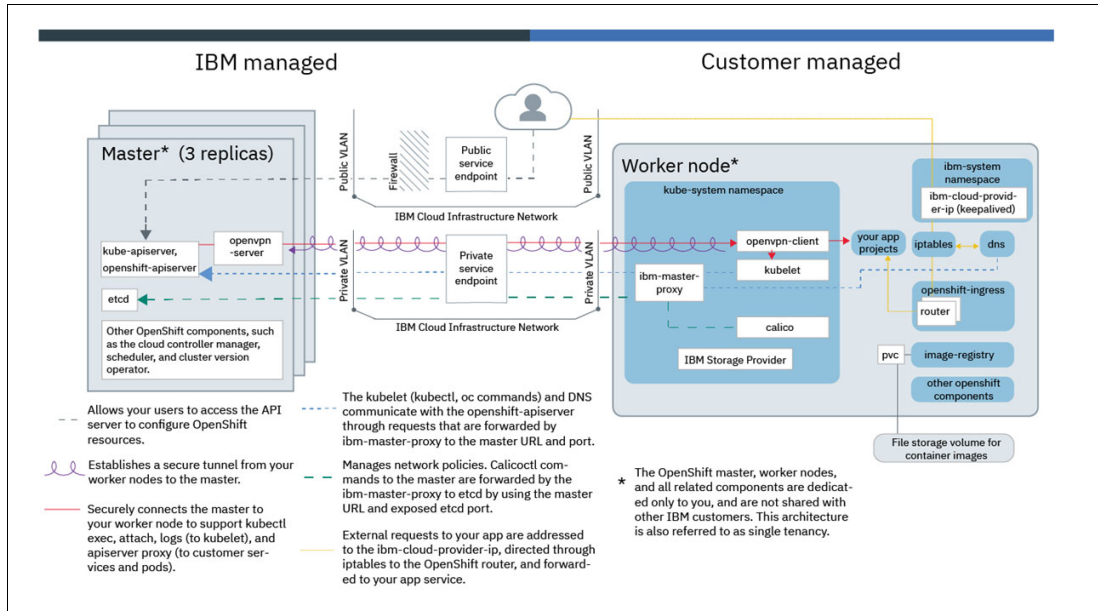 IBM managed
Customer managed
Master* (3 replicas)
kube-apiserver,
openshift-apiserver
openvpn
-server
etcd
Other OpenShift components, such
as the cloud controller manager,
scheduler, and cluster version
operator.
Public VLAN
Firewall
Public
service
endpoint
Public VLAN
IBM Cloud Infrastructure Network
Private VLAN
Private
service
endpoint
Private VLAN
IBM Cloud Infrastructure Network
Worker node*
kube-system namespace
openvpn-client
kubelet
ibm-master-
proxy
calico
IBM Storage Provider
ibm-system
namespace
ibm-cloud-provid-
er-ip (keepalived)
your app
projects
iptables
dns
openshift-ingress
router
pvc
image-registry
other openshift
components
File storage volume for
container images
Allows your users to access the API
server to configure OpenShift
resources.
Establishes a secure tunnel from your
worker nodes to the master.
Securely connects the master to
your worker node to support kubectl
exec, attach, logs (to kubelet), and
apiserver proxy (to customer ser-
vices and pods).
The kubelet (kubectl, oc commands) and DNS
communicate with the openshift-apiserver
through requests that are forwarded by
ibm-master-proxy to the master URL and port.
Manages network policies. Calicoctl com-
mands to the master are forwarded by the
ibm-master-proxy to etcd by using the master
URL and exposed etcd port.
External requests to your app are addressed
to the ibm-cloud-provider-ip, directed through
iptables to the OpenShift router, and forward-
ed to your app service.
* The OpenShift master, worker nodes,
and all related components are dedicat-
ed only to you, and are not shared with
other IBM customers. This architecture
is also referred to as single tenancy.